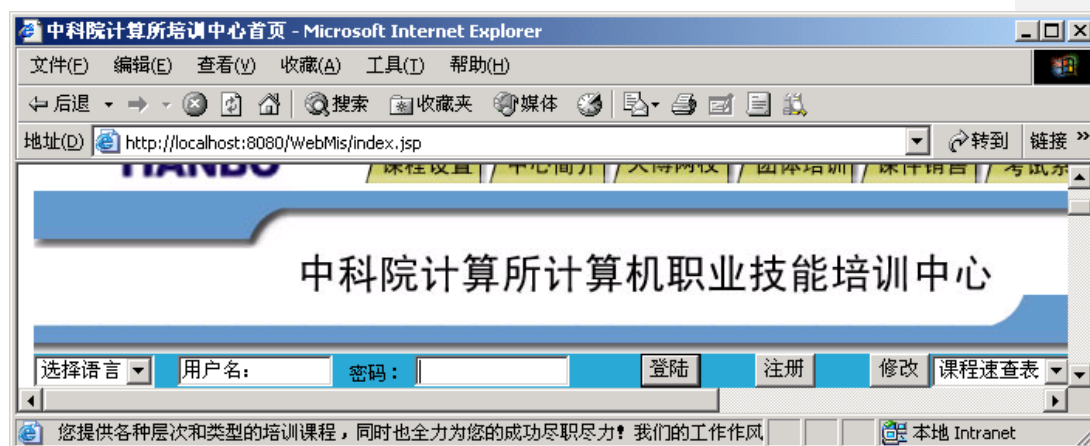 中科院计算所培训中心首页 - Microsoft Internet Explorer
文件(F) 编辑(E) 查看(V) 收藏(A) 工具(T) 帮助(H)
后退 搜索 收藏夹 媒体
地址(D) http://localhost:8080/WebMis/index.jsp 转到 链接 »
TIANBO 课程设置 中心简介 天博网校 团体培训 课件销售 考试系
中科院计算所计算机职业技能培训中心
选择语言 用户名: 密码: 登陆 注册 修改 课程速查表
您提供各种层次和类型的培训课程,同时也全力为您的成功尽职尽力!我们的工作作风 本地 Intranet